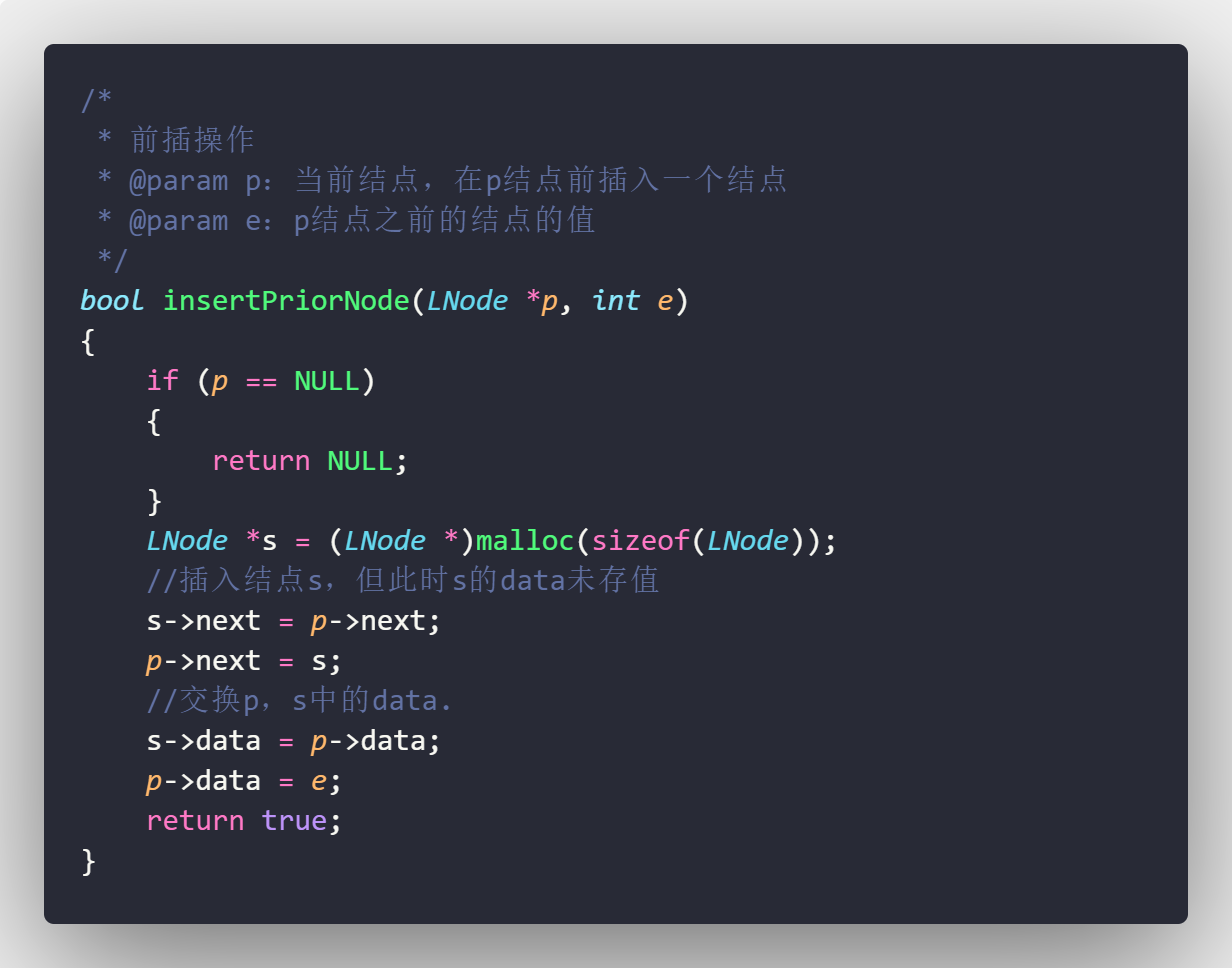 /*
 * 前插操作
 * @param p：当前结点，在p结点前插入一个结点
 * @param e：p结点之前的结点的值
 */
bool insertPriorNode(LNode *p, int e)
{
    if (p == NULL)
    {
        return NULL;
    }
    LNode *s = (LNode *)malloc(sizeof(LNode));
    //插入结点s，但此时s的data未存值
    s->next = p->next;
    p->next = s;
    //交换p，s中的data.
    s->data = p->data;
    p->data = e;
    return true;
}